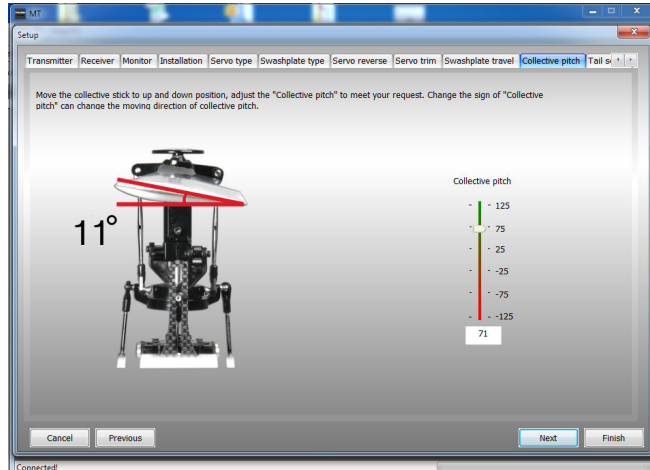 MT
Setup
Transmitter Receiver Monitor Installation Servo type Swashplate type Servo reverse Servo trim Swashplate travel Collective pitch Tail se
Move the collective stick to up and down position, adjust the "Collective pitch" to meet your request. Change the sign of "Collective
pitch" can change the moving direction of collective pitch.
Collective pitch
11°
- - 125
- - 75
- - 25
- - -25
- - -75
- - -125
71
Cancel Previous Next Finish
Connected!